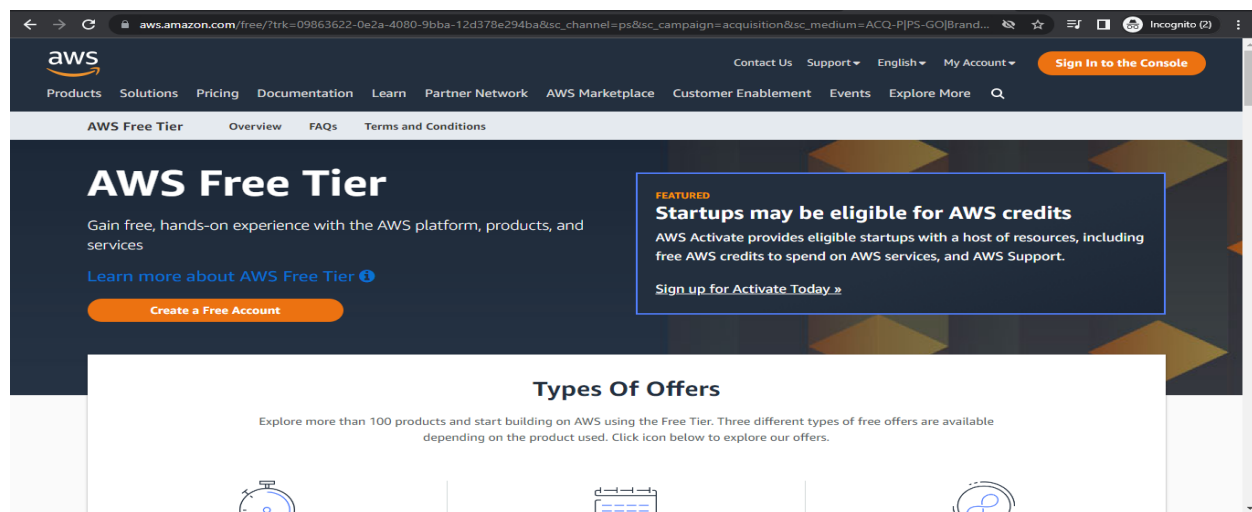 aws.amazon.com/free/?trk=09863622-0e2a-4080-9bba-12d378e294ba&sc_channel=ps&sc_campaign=acquisition&sc_medium=ACQ-P|PS-GO|Brand...
Incognito (2)
aws
Contact Us Support English My Account Sign In to the Console
Products Solutions Pricing Documentation Learn Partner Network AWS Marketplace Customer Enablement Events Explore More
AWS Free Tier Overview FAQs Terms and Conditions
AWS Free Tier
Gain free, hands-on experience with the AWS platform, products, and
services
Learn more about AWS Free Tier
Create a Free Account
FEATURED
Startups may be eligible for AWS credits
AWS Activate provides eligible startups with a host of resources, including
free AWS credits to spend on AWS services, and AWS Support.
Sign up for Activate Today »
Types Of Offers
Explore more than 100 products and start building on AWS using the Free Tier. Three different types of free offers are available
depending on the product used. Click icon below to explore our offers.